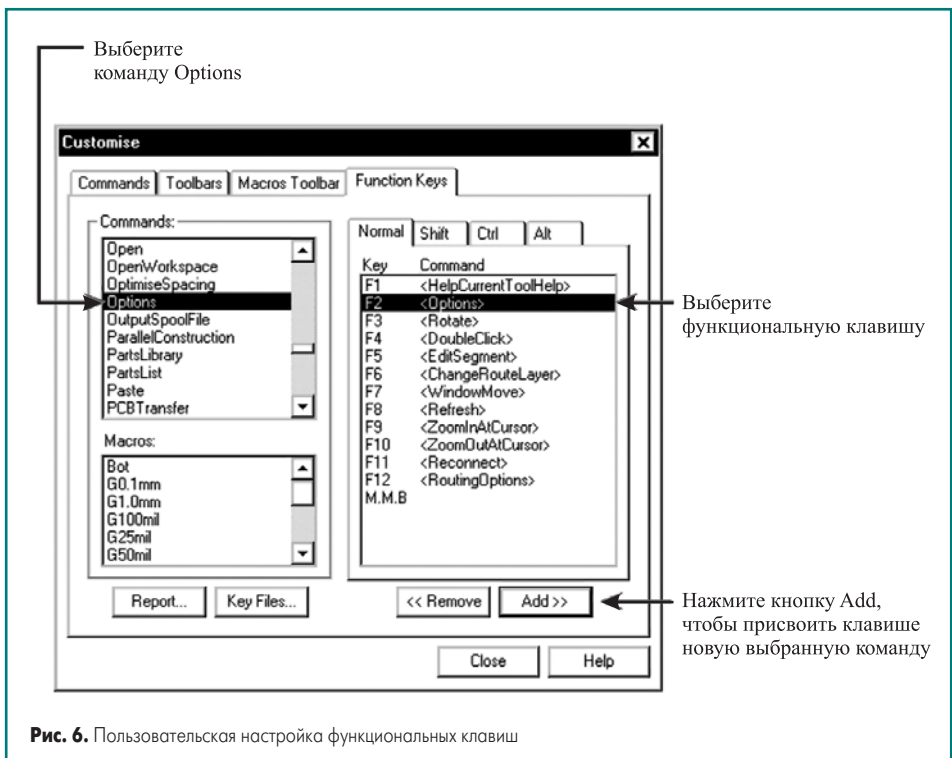 Выберите
команду Options
Customise
Commands Toolbars Macros Toolbar Function Keys
Commands:
Open
OpenWorkspace
OptimiseSpacing
Options
OutputSpoolFile
ParallelConstruction
PartsLibrary
PartsList
Paste
PCBTransfer
Macros:
Bot
G0.1mm
G1.0mm
G100mil
G25mil
G50mil
Report... Key Files...
Normal Shift Ctrl Alt
Key Command
F1 <HelpCurrentToolHelp>
F2 <Options>
F3 <Rotate>
F4 <DoubleClick>
F5 <EditSegment>
F6 <ChangeRouteLayer>
F7 <WindowMove>
F8 <Refresh>
F9 <ZoomInAtCursor>
F10 <ZoomOutAtCursor>
F11 <Reconnect>
F12 <RoutingOptions>
M.M.B
<< Remove Add >>
Close Help
Выберите
функциональную клавишу
Нажмите кнопку Add,
чтобы присвоить клавише
новую выбранную команду
Рис. 6. Пользовательская настройка функциональных клавиш